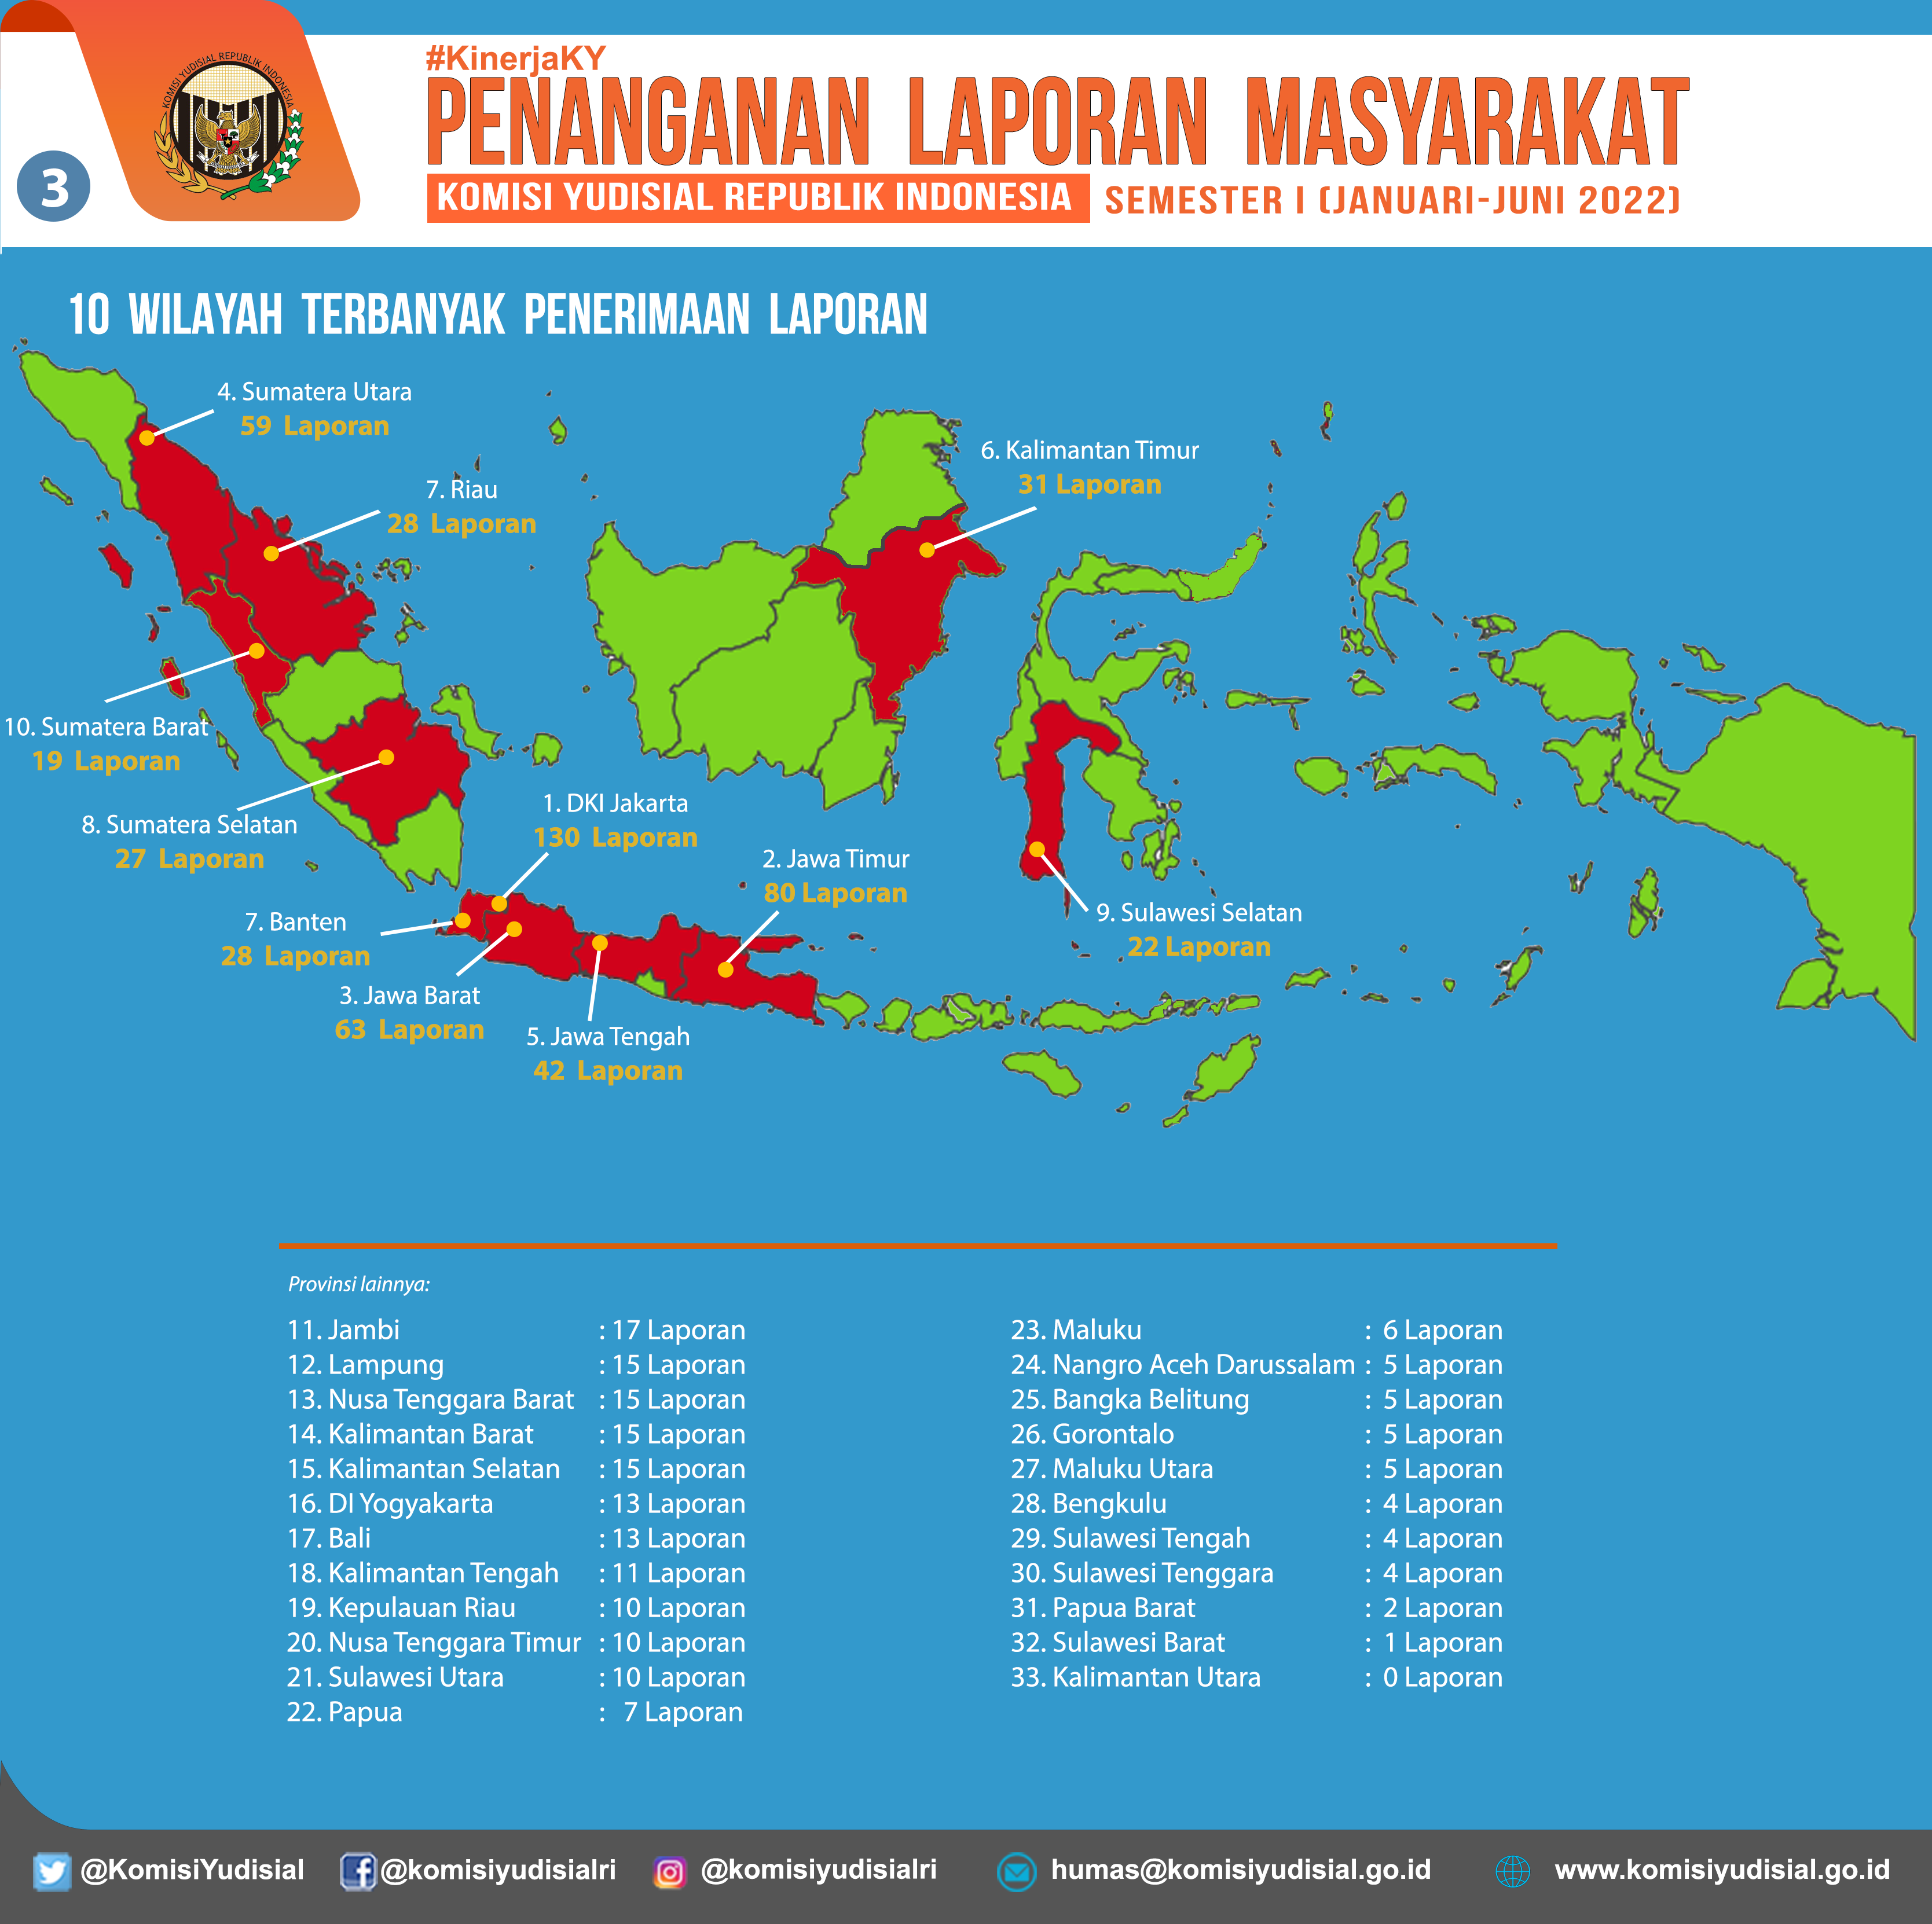 #KinerjaKY
PENANGANAN LAPORAN MASYARAKAT
KOMISI YUDISIAL REPUBLIK INDONESIA SEMESTER I (JANUARI-JUNI 2022)
KOMISI YUDISIAL REPUBLIK INDONESIA
3
10 WILAYAH TERBANYAK PENERIMAAN LAPORAN
4. Sumatera Utara
59 Laporan
7. Riau
28 Laporan
6. Kalimantan Timur
31 Laporan
10. Sumatera Barat
19 Laporan
8. Sumatera Selatan
27 Laporan
1. DKI Jakarta
130 Laporan
2. Jawa Timur
80 Laporan
7. Banten
28 Laporan
9. Sulawesi Selatan
22 Laporan
3. Jawa Barat
63 Laporan
5. Jawa Tengah
42 Laporan
Provinsi lainnya:
11. Jambi : 17 Laporan
12. Lampung : 15 Laporan
13. Nusa Tenggara Barat : 15 Laporan
14. Kalimantan Barat : 15 Laporan
15. Kalimantan Selatan : 15 Laporan
16. DI Yogyakarta : 13 Laporan
17. Bali : 13 Laporan
18. Kalimantan Tengah : 11 Laporan
19. Kepulauan Riau : 10 Laporan
20. Nusa Tenggara Timur : 10 Laporan
21. Sulawesi Utara : 10 Laporan
22. Papua : 7 Laporan
23. Maluku : 6 Laporan
24. Nangro Aceh Darussalam : 5 Laporan
25. Bangka Belitung : 5 Laporan
26. Gorontalo : 5 Laporan
27. Maluku Utara : 5 Laporan
28. Bengkulu : 4 Laporan
29. Sulawesi Tengah : 4 Laporan
30. Sulawesi Tenggara : 4 Laporan
31. Papua Barat : 2 Laporan
32. Sulawesi Barat : 1 Laporan
33. Kalimantan Utara : 0 Laporan
@KomisiYudisial @komisiyudisialri @komisiyudisialri humas@komisiyudisial.go.id www.komisiyudisial.go.id